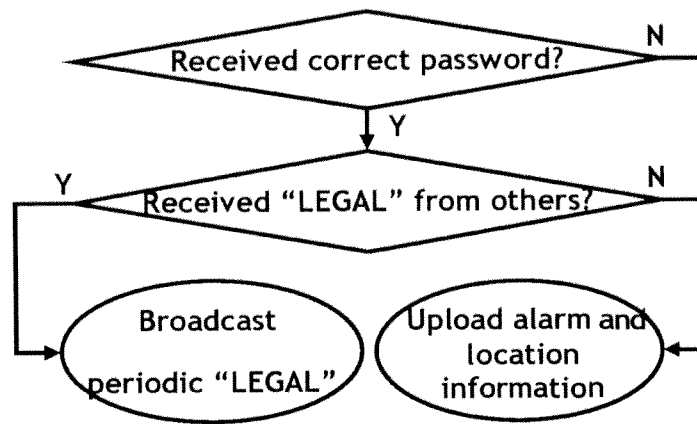 N
Received correct password?
Y
Y
N
Received “LEGAL” from others?
Broadcast
periodic “LEGAL”
Upload alarm and
location
information